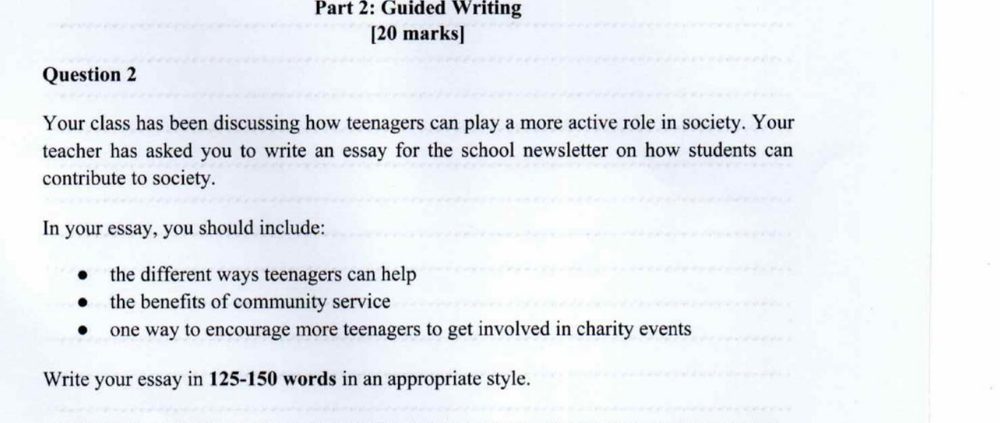 Part 2: Guided Writing
[20 marks]
Question 2
Your class has been discussing how teenagers can play a more active role in society. Your
teacher has asked you to write an essay for the school newsletter on how students can
contribute to society.
In your essay, you should include:
• the different ways teenagers can help
• the benefits of community service
• one way to encourage more teenagers to get involved in charity events
Write your essay in 125-150 words in an appropriate style.